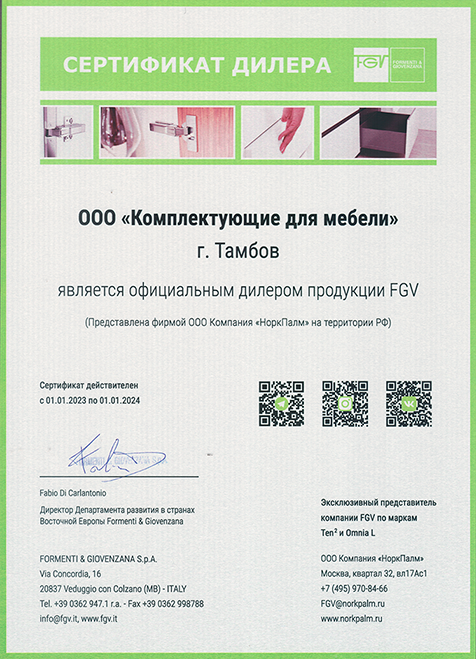 СЕРТИФИКАТ ДИЛЕРА
FGV
FORMENTI &
GIOVENZANA
ООО «Комплектующие для мебели»
г. Тамбов
является официальным дилером продукции FGV
(Представлена фирмой ООО Компания «НоркПалм» на территории РФ)
Сертификат действителен
с 01.01.2023 по 01.01.2024
FORMENTI & GIOVENZANA S.p.A.
Fabio Di Carlantonio
Директор Департамента развития в странах
Восточной Европы Formenti & Giovenzana
Эксклюзивный представитель
компании FGV по маркам
Ten² и Omnia L
FORMENTI & GIOVENZANA S.p.A.
Via Concordia, 16
20837 Veduggio con Colzano (MB) - ITALY
Tel. +39 0362 947.1 r.a. - Fax +39 0362 998788
info@fgv.it, www.fgv.it
ООО Компания «НоркПалм»
Москва, квартал 32, вл17Ас1
+7 (495) 970-84-66
FGV@norkpalm.ru
www.norkpalm.ru